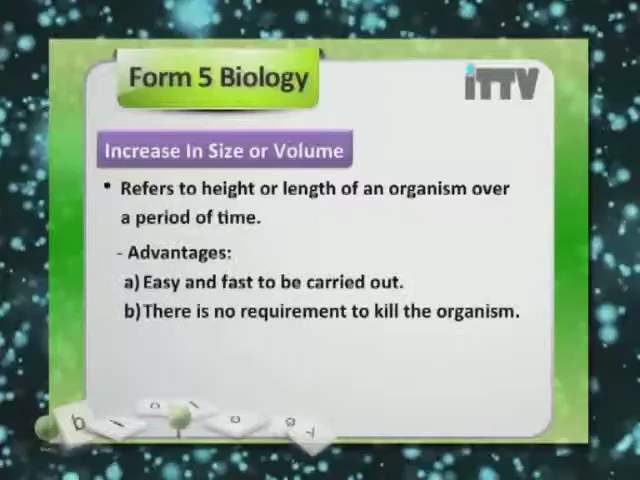 Form 5 Biology
iTTV
Increase In Size or Volume
• Refers to height or length of an organism over
a period of time.
- Advantages:
a) Easy and fast to be carried out.
b) There is no requirement to kill the organism.
b i o l o g y